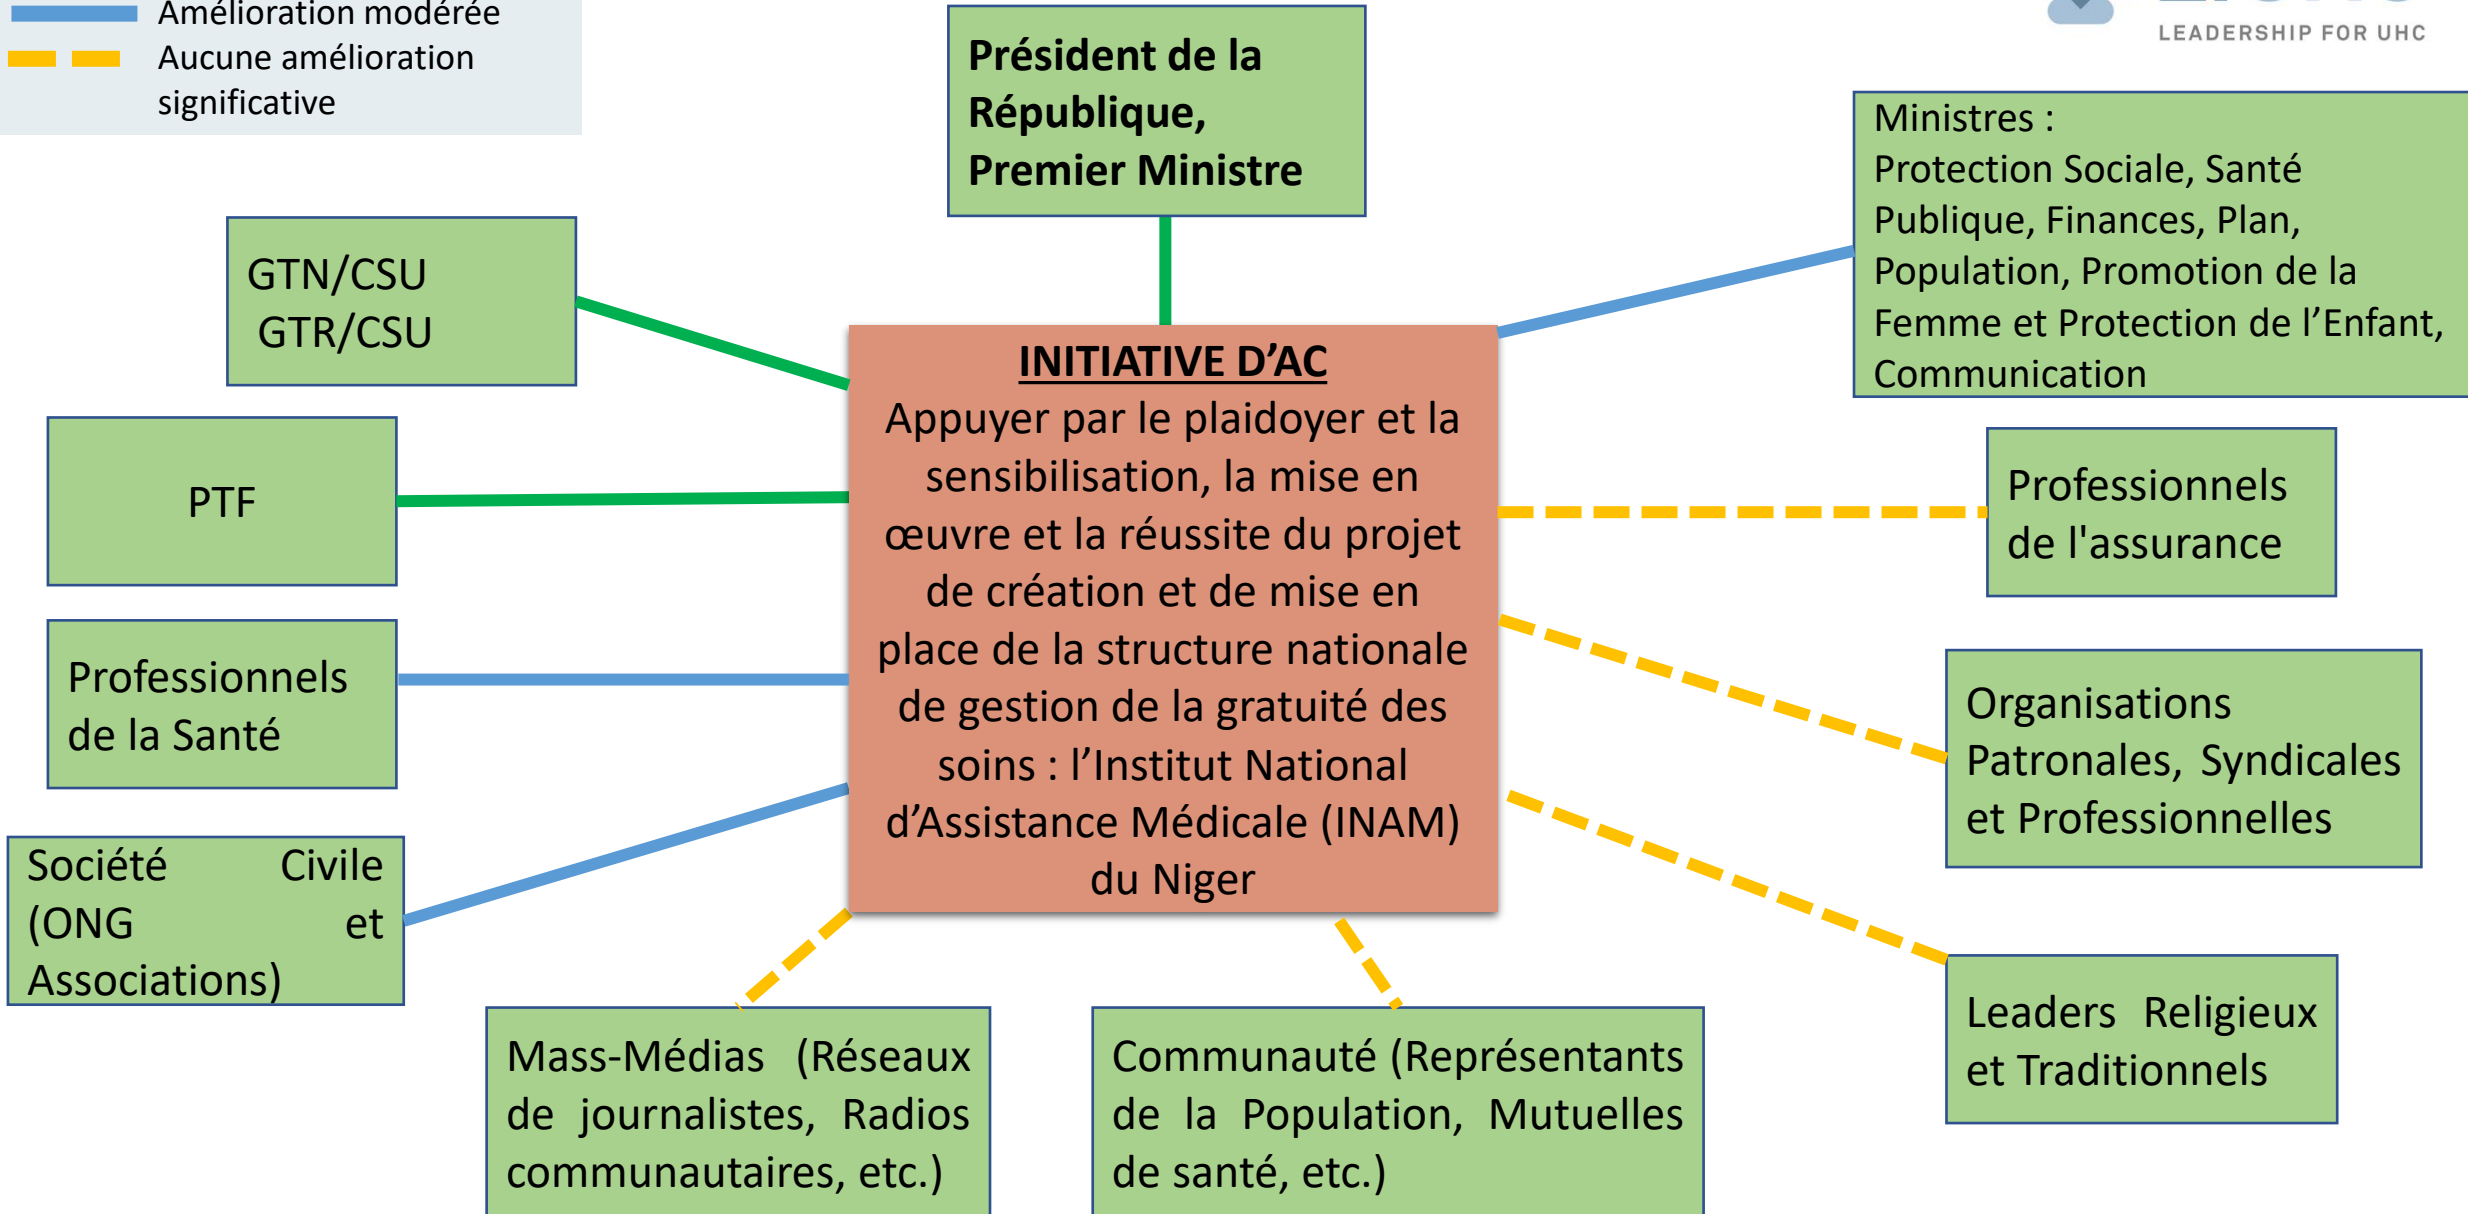 Amélioration modérée
Aucune amélioration
significative
LEADERSHIP FOR UHC
Président de la
République,
Premier Ministre
Ministres :
Protection Sociale, Santé
Publique, Finances, Plan,
Population, Promotion de la
Femme et Protection de l’Enfant,
Communication
GTN/CSU
GTR/CSU
PTF
Professionnels
de la Santé
Société Civile
(ONG et
Associations)
INITIATIVE D’AC
Appuyer par le plaidoyer et la
sensibilisation, la mise en
œuvre et la réussite du projet
de création et de mise en
place de la structure nationale
de gestion de la gratuité des
soins : l’Institut National
d’Assistance Médicale (INAM)
du Niger
Professionnels
de l'assurance
Organisations
Patronales, Syndicales
et Professionnelles
Leaders Religieux
et Traditionnels
Mass-Médias (Réseaux
de journalistes, Radios
communautaires, etc.)
Communauté (Représentants
de la Population, Mutuelles
de santé, etc.)